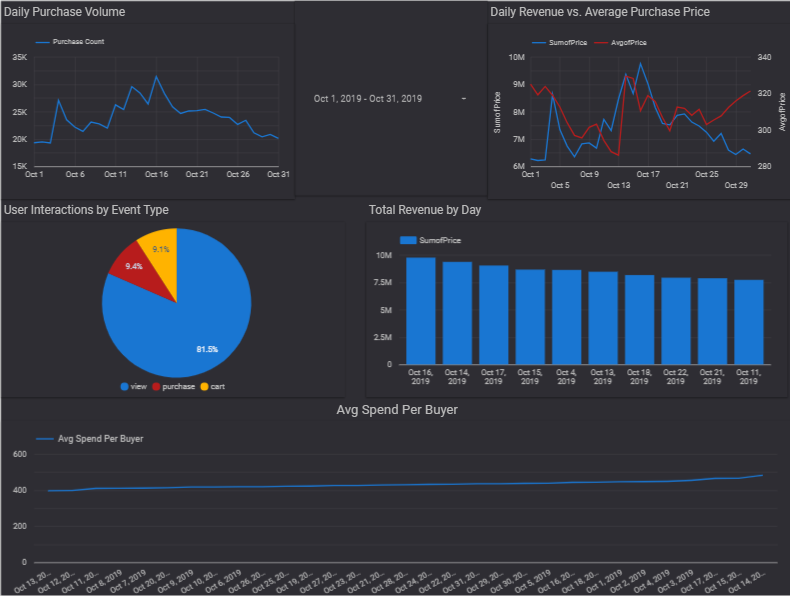 Daily Purchase Volume
Purchase Count
35K
30K
25K
20K
15K
Oct 1
Oct 6
Oct 11
Oct 16
Oct 21
Oct 26
Oct 31
Oct 1, 2019 - Oct 31, 2019
Daily Revenue vs. Average Purchase Price
SumofPrice
AvgofPrice
SumofPrice
10M
9M
8M
7M
6M
340
320
300
280
AvgofPrice
Oct 1
Oct 5
Oct 9
Oct 13
Oct 17
Oct 21
Oct 25
Oct 29
User Interactions by Event Type
9.1%
9.4%
81.5%
view
purchase
cart
Total Revenue by Day
SumofPrice
10M
7.5M
5M
2.5M
0
Oct 16, 2019
Oct 14, 2019
Oct 17, 2019
Oct 15, 2019
Oct 4, 2019
Oct 13, 2019
Oct 18, 2019
Oct 22, 2019
Oct 21, 2019
Oct 11, 2019
Avg Spend Per Buyer
Avg Spend Per Buyer
600
400
200
0
Oct 13, 20...
Oct 12, 20...
Oct 11, 20...
Oct 8, 2019
Oct 7, 2019
Oct 20, 20...
Oct 9, 2019
Oct 10, 20...
Oct 6, 2019
Oct 26, 20...
Oct 25, 20...
Oct 19, 20...
Oct 27, 20...
Oct 23, 20...
Oct 21, 20...
Oct 28, 20...
Oct 24, 20...
Oct 22, 20...
Oct 31, 20...
Oct 29, 20...
Oct 30, 20...
Oct 5, 2019
Oct 16, 20...
Oct 18, 20...
Oct 1, 2019
Oct 2, 2019
Oct 4, 2019
Oct 3, 2019
Oct 17, 20...
Oct 15, 20...
Oct 14, 20...